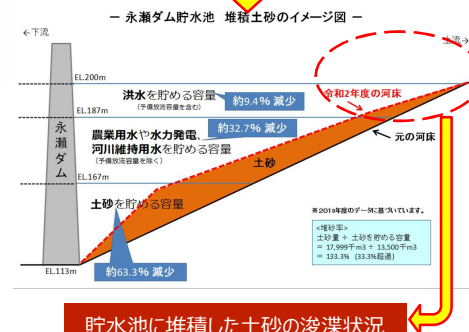 － 永瀬ダム貯水池 堆積土砂のイメージ図 －
←下流
上流→
EL.200m
洪水を貯める容量
(予備放流容量を含む)
約9.4% 減少
令和2年度の河床
EL.187m
約32.7% 減少
農業用水や水力発電、
河川維持用水を貯める容量
(予備放流容量を除く)
元の河床
永瀬ダム
土砂
EL.167m
土砂を貯める容量
※2019年度のデータに基づいています。
<堆砂率>
土砂量 ÷ 土砂を貯める容量
= 17,999千m3 ÷ 13,500千m3
= 133.3% (33.3%超過)
EL.113m
約63.3% 減少
貯水池に堆積した土砂の浚渫状況